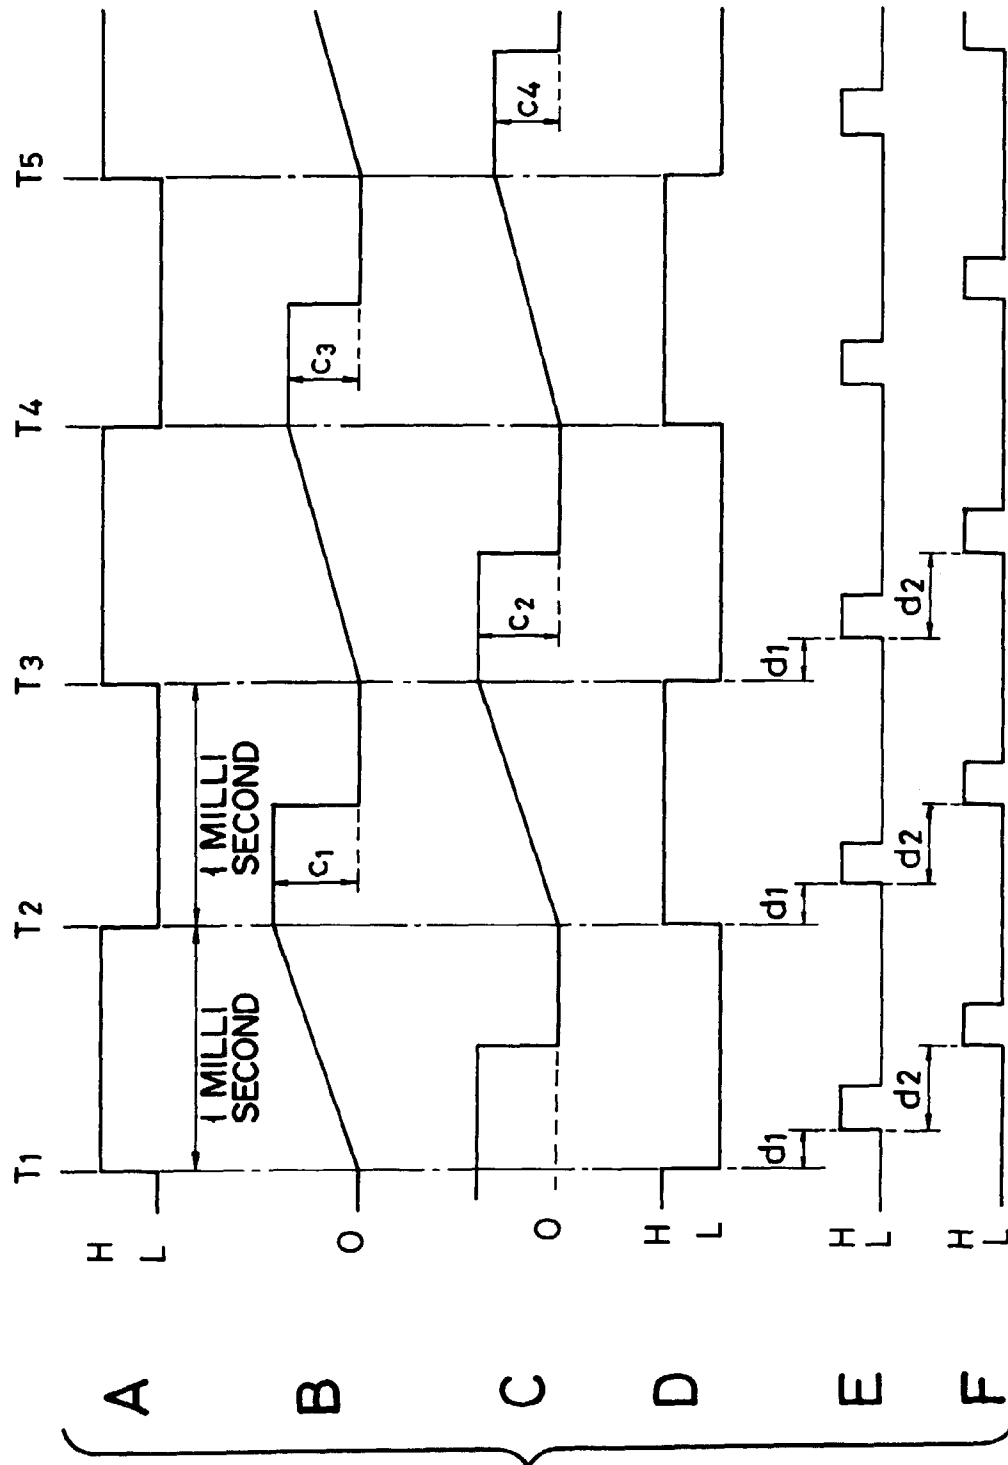 T1 T2 T3 T4 T5
A H L
1 MILLI SECOND
1 MILLI SECOND
B O C1 C3
C O C2 C4
D H L
d1 d1 d1
E H L
d2 d2 d2
F H L